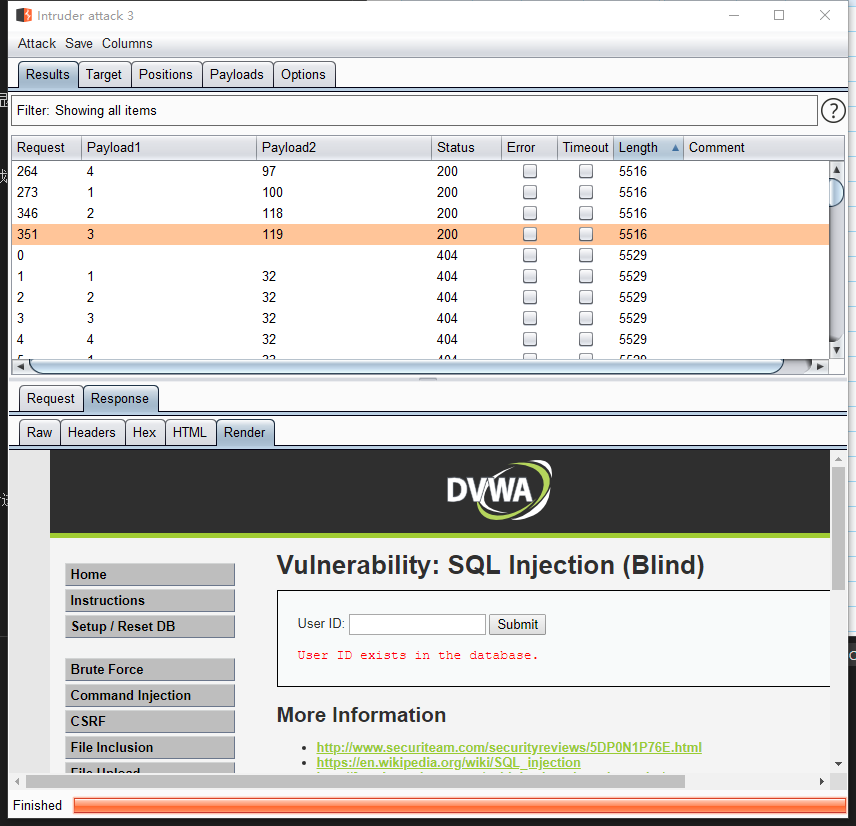 Intruder attack 3
Attack Save Columns
Results Target Positions Payloads Options
Filter: Showing all items ?
Request Payload1 Payload2 Status Error Timeout Length Comment
264 4 97 200 5516
273 1 100 200 5516
346 2 118 200 5516
351 3 119 200 5516
0 404 5529
1 1 32 404 5529
2 2 32 404 5529
3 3 32 404 5529
4 4 32 404 5529
5 1 33 404 5529
Request Response
Raw Headers Hex HTML Render
DVWA
Vulnerability: SQL Injection (Blind)
Home
Instructions
Setup / Reset DB
Brute Force
Command Injection
CSRF
File Inclusion
File Upload
User ID: Submit
User ID exists in the database.
More Information
http://www.securiteam.com/securityreviews/5DP0N1P76E.html
https://en.wikipedia.org/wiki/SQL_injection
Finished